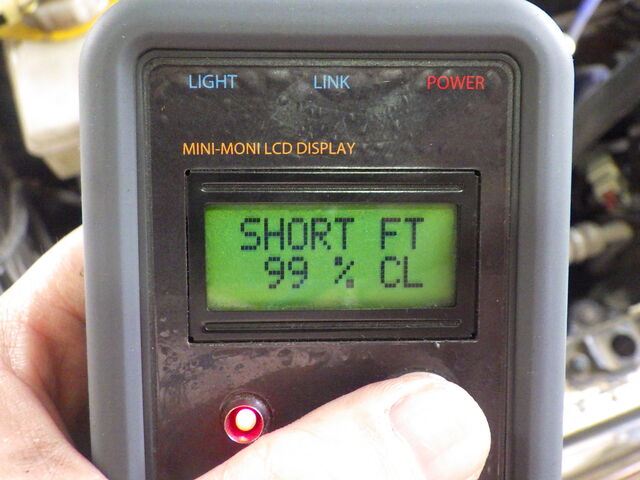 LIGHT LINK POWER
MINI-MONI LCD DISPLAY
SHORT FT
99 % CL